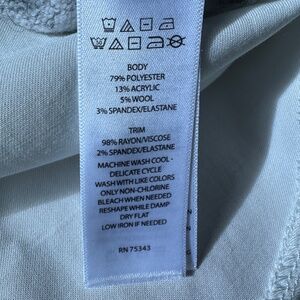 BODY
79% POLYESTER
13% ACRYLIC
5% WOOL
3% SPANDEX/ELASTANE
TRIM
98% RAYON/VISCOSE
2% SPANDEX/ELASTANE
MACHINE WASH COOL -
DELICATE CYCLE
WASH WITH LIKE COLORS
ONLY NON-CHLORINE
BLEACH WHEN NEEDED
RESHAPE WHILE DAMP
DRY FLAT
LOW IRON IF NEEDED
RN 75343